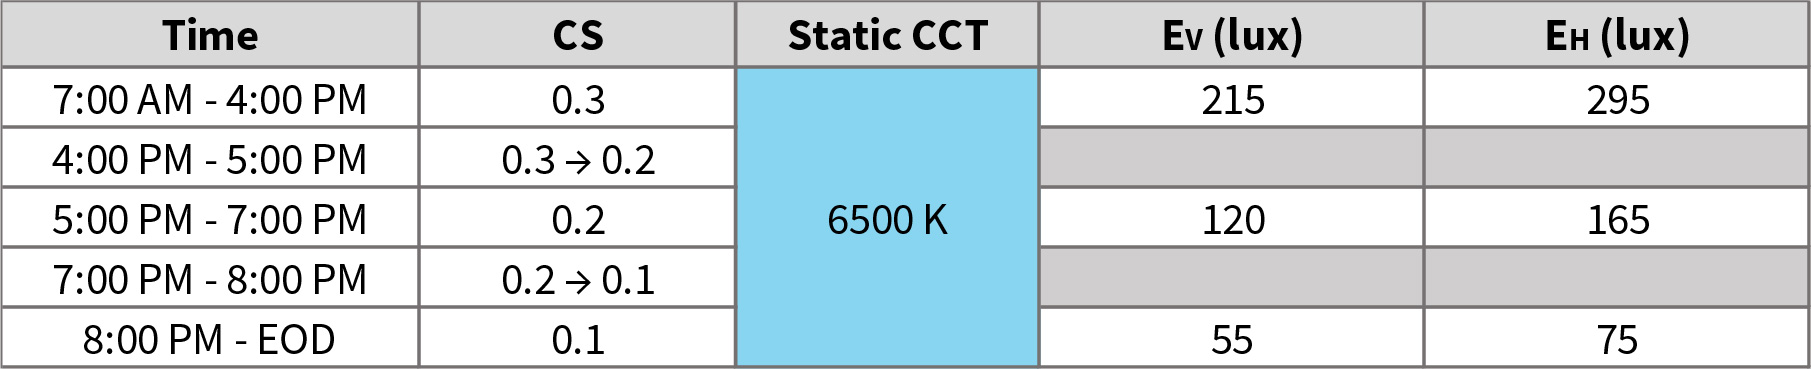 Time CS Static CCT EV (lux) EH (lux)
7:00 AM - 4:00 PM 0.3 215 295
4:00 PM - 5:00 PM 0.3 → 0.2
5:00 PM - 7:00 PM 0.2 6500 K 120 165
7:00 PM - 8:00 PM 0.2 → 0.1
8:00 PM - EOD 0.1 55 75